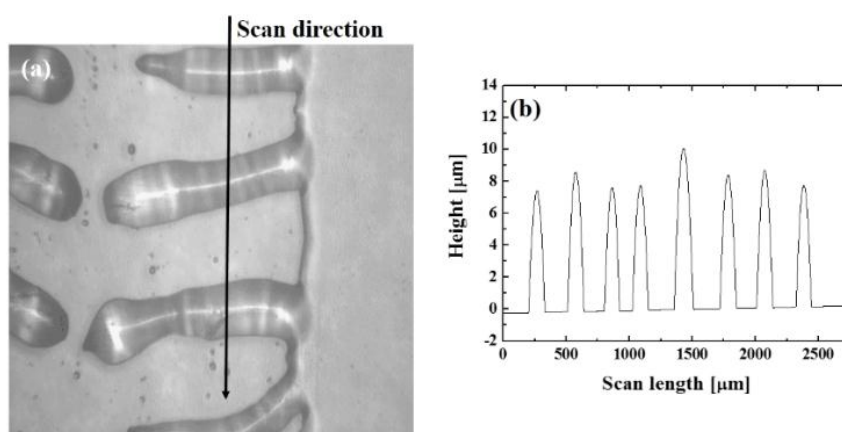 Scan direction
(a)
(b)
Height [μm]
14
12
10
8
6
4
2
0
-2
0 500 1000 1500 2000 2500
Scan length [μm]